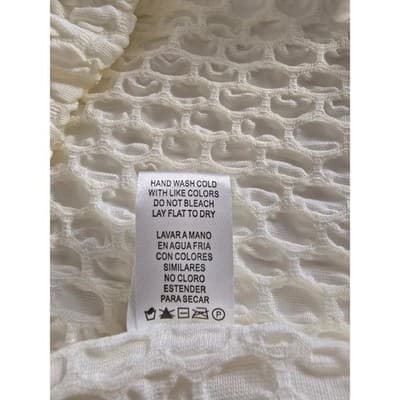 HAND WASH COLD
WITH LIKE COLORS
DO NOT BLEACH
LAY FLAT TO DRY
LAVAR A MANO
EN AGUA FRIA
CON COLORES
SIMILARES
NO CLORO
ESTENDER
PARA SECAR
P